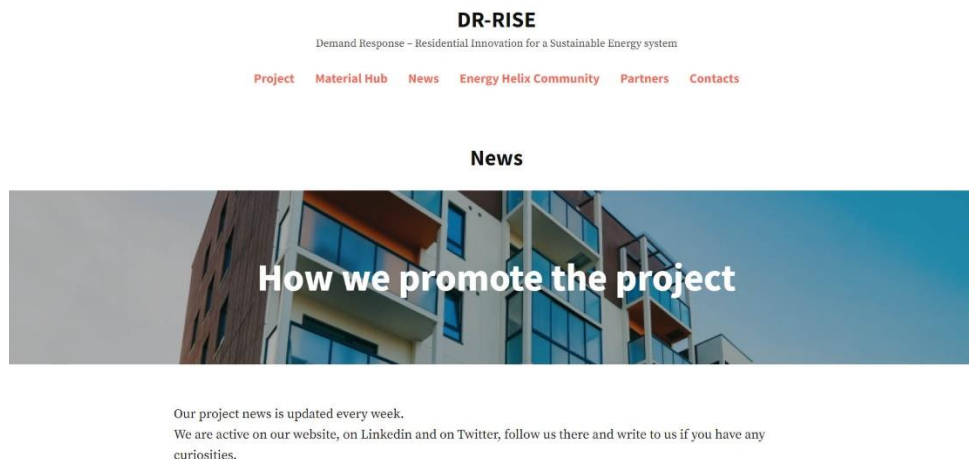 DR-RISE
Demand Response – Residential Innovation for a Sustainable Energy system
Project Material Hub News Energy Helix Community Partners Contacts
News
How we promote the project
Our project news is updated every week.
We are active on our website, on Linkedin and on Twitter, follow us there and write to us if you have any
curiosities.